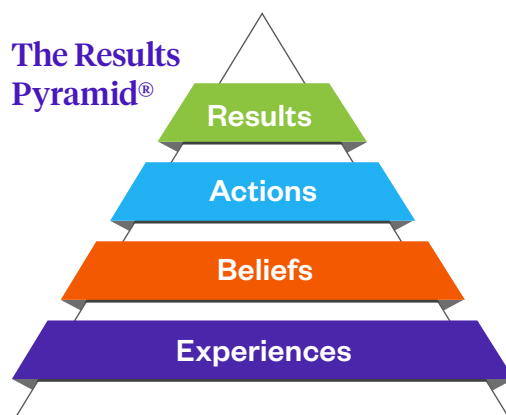 The Results
Pyramid®
Results
Actions
Beliefs
Experiences